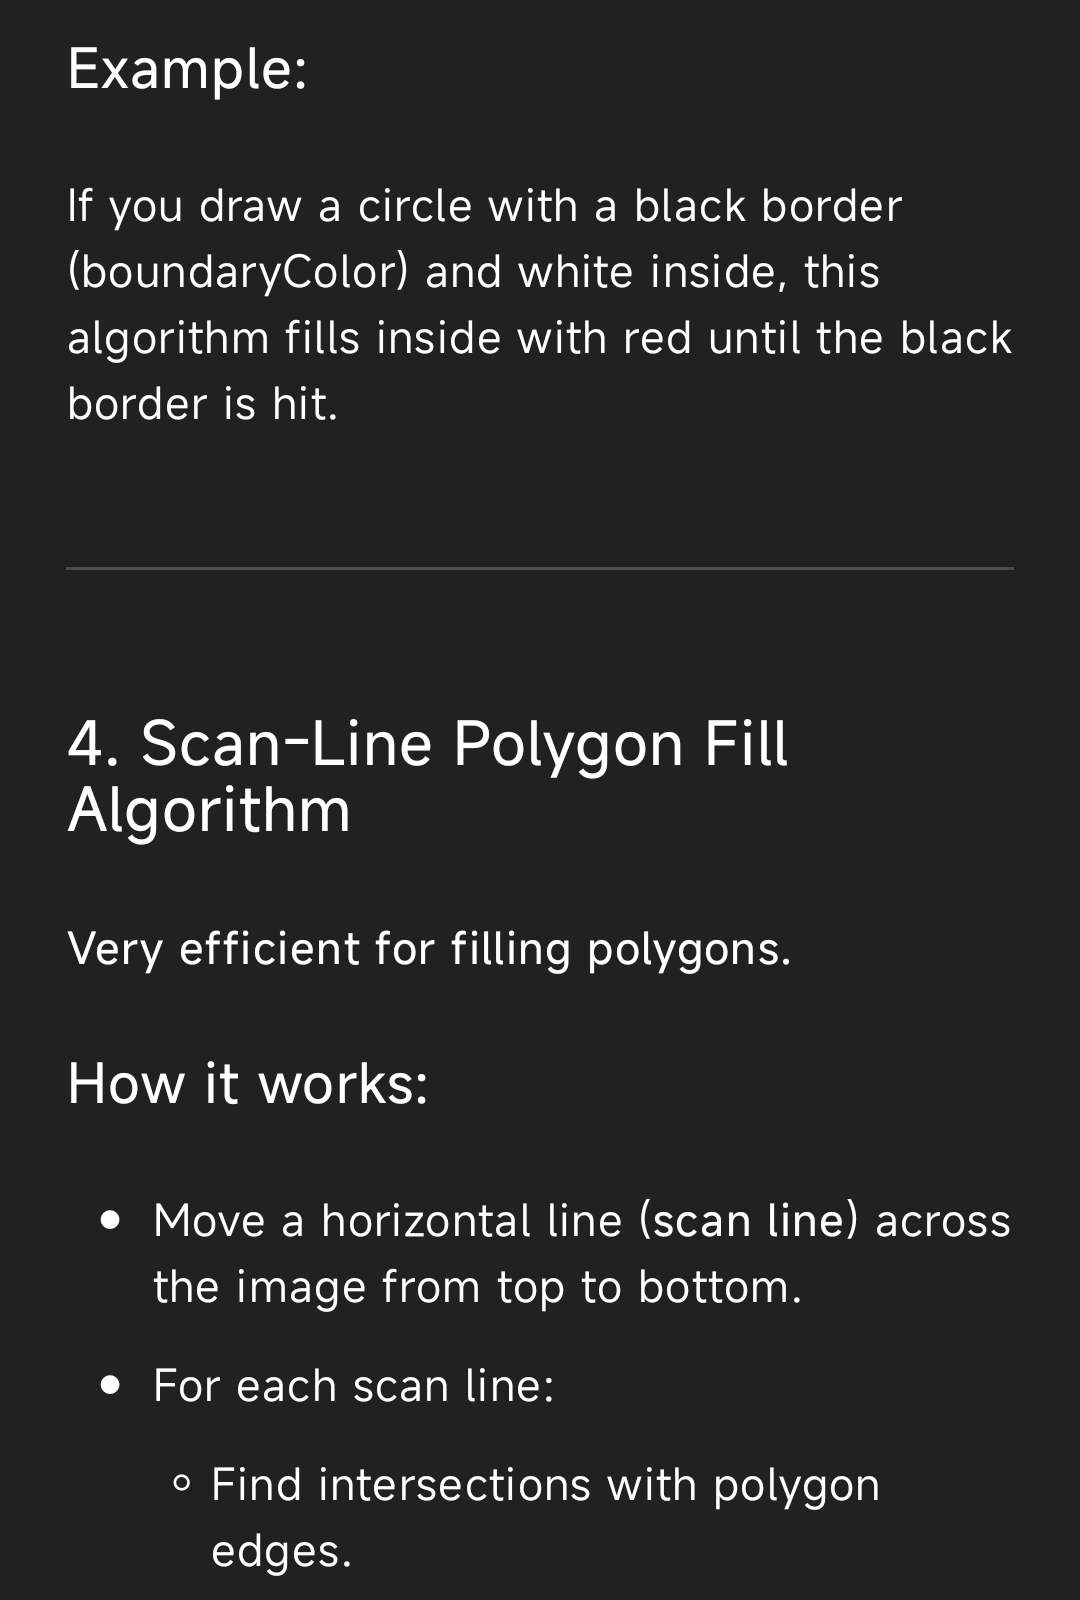 Example:
If you draw a circle with a black border
(boundaryColor) and white inside, this
algorithm fills inside with red until the black
border is hit.
4. Scan-Line Polygon Fill
Algorithm
Very efficient for filling polygons.
How it works:
• Move a horizontal line (scan line) across
the image from top to bottom.
• For each scan line:
◦ Find intersections with polygon
edges.